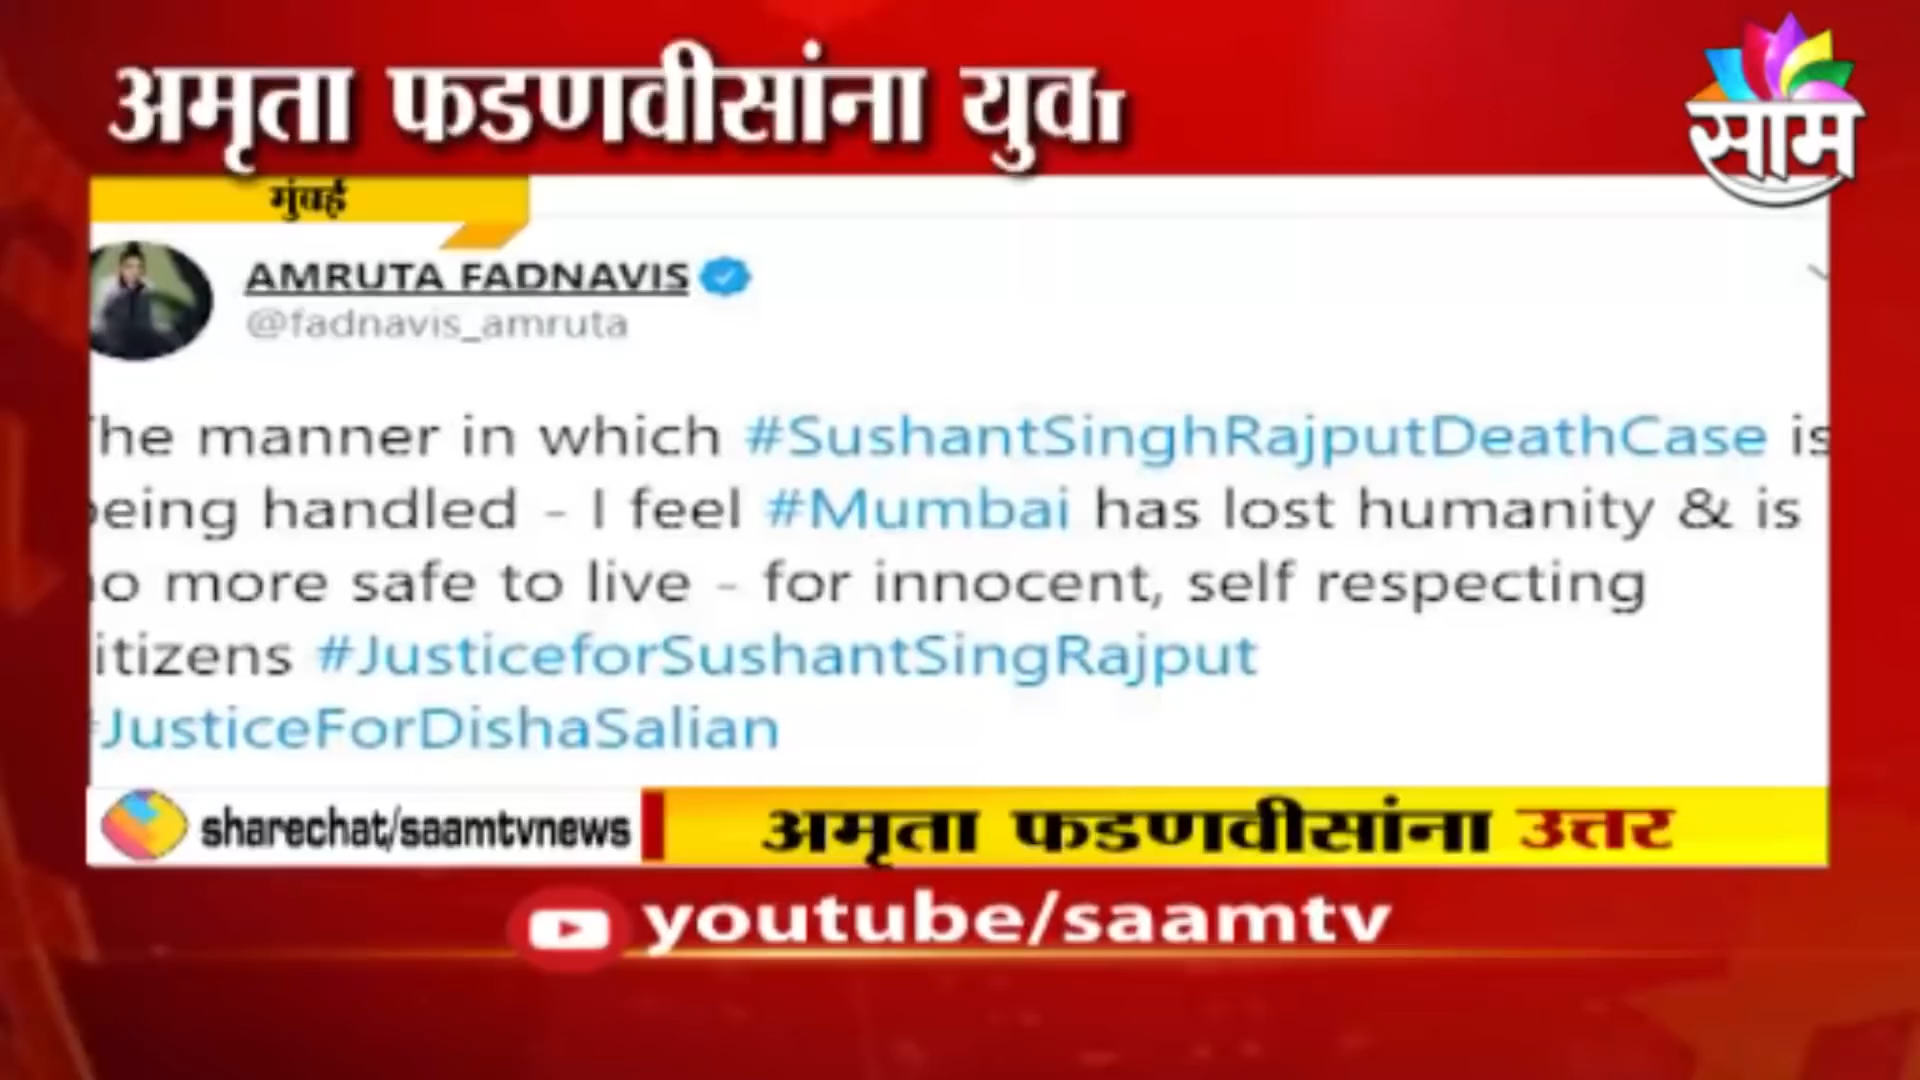 अमृता फडणवीसांना युवा
साम
मुंबई
AMRUTA FADNAVIS
@fadnavis_amruta
he manner in which #SushantSinghRajputDeathCase is
eing handled - I feel #Mumbai has lost humanity & is
o more safe to live - for innocent, self respecting
itizens #JusticeforSushantSingRajput
#JusticeForDishaSalian
sharechat/saamtvnews
अमृता फडणवीसांना उत्तर
youtube/saamtv